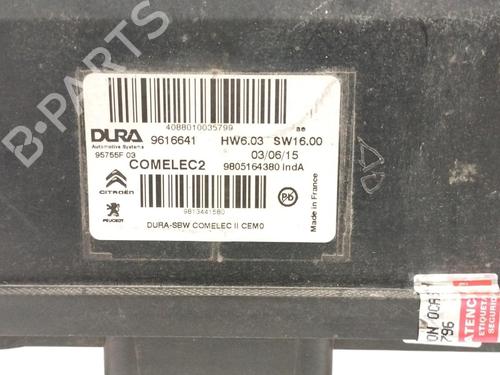 B-PARTS
4088010035799
DURA 9616641 HW6.03 SW16.00 ae
Automotive Systems
95755F 03 03/06/15
COMELEC2 9805164380 indA
CITROËN
Pb
9813441580
PEUGEOT DURA-SBW COMELEC II CEM0
Made in France
ATENC
ETIQUETA
SEGURID
796